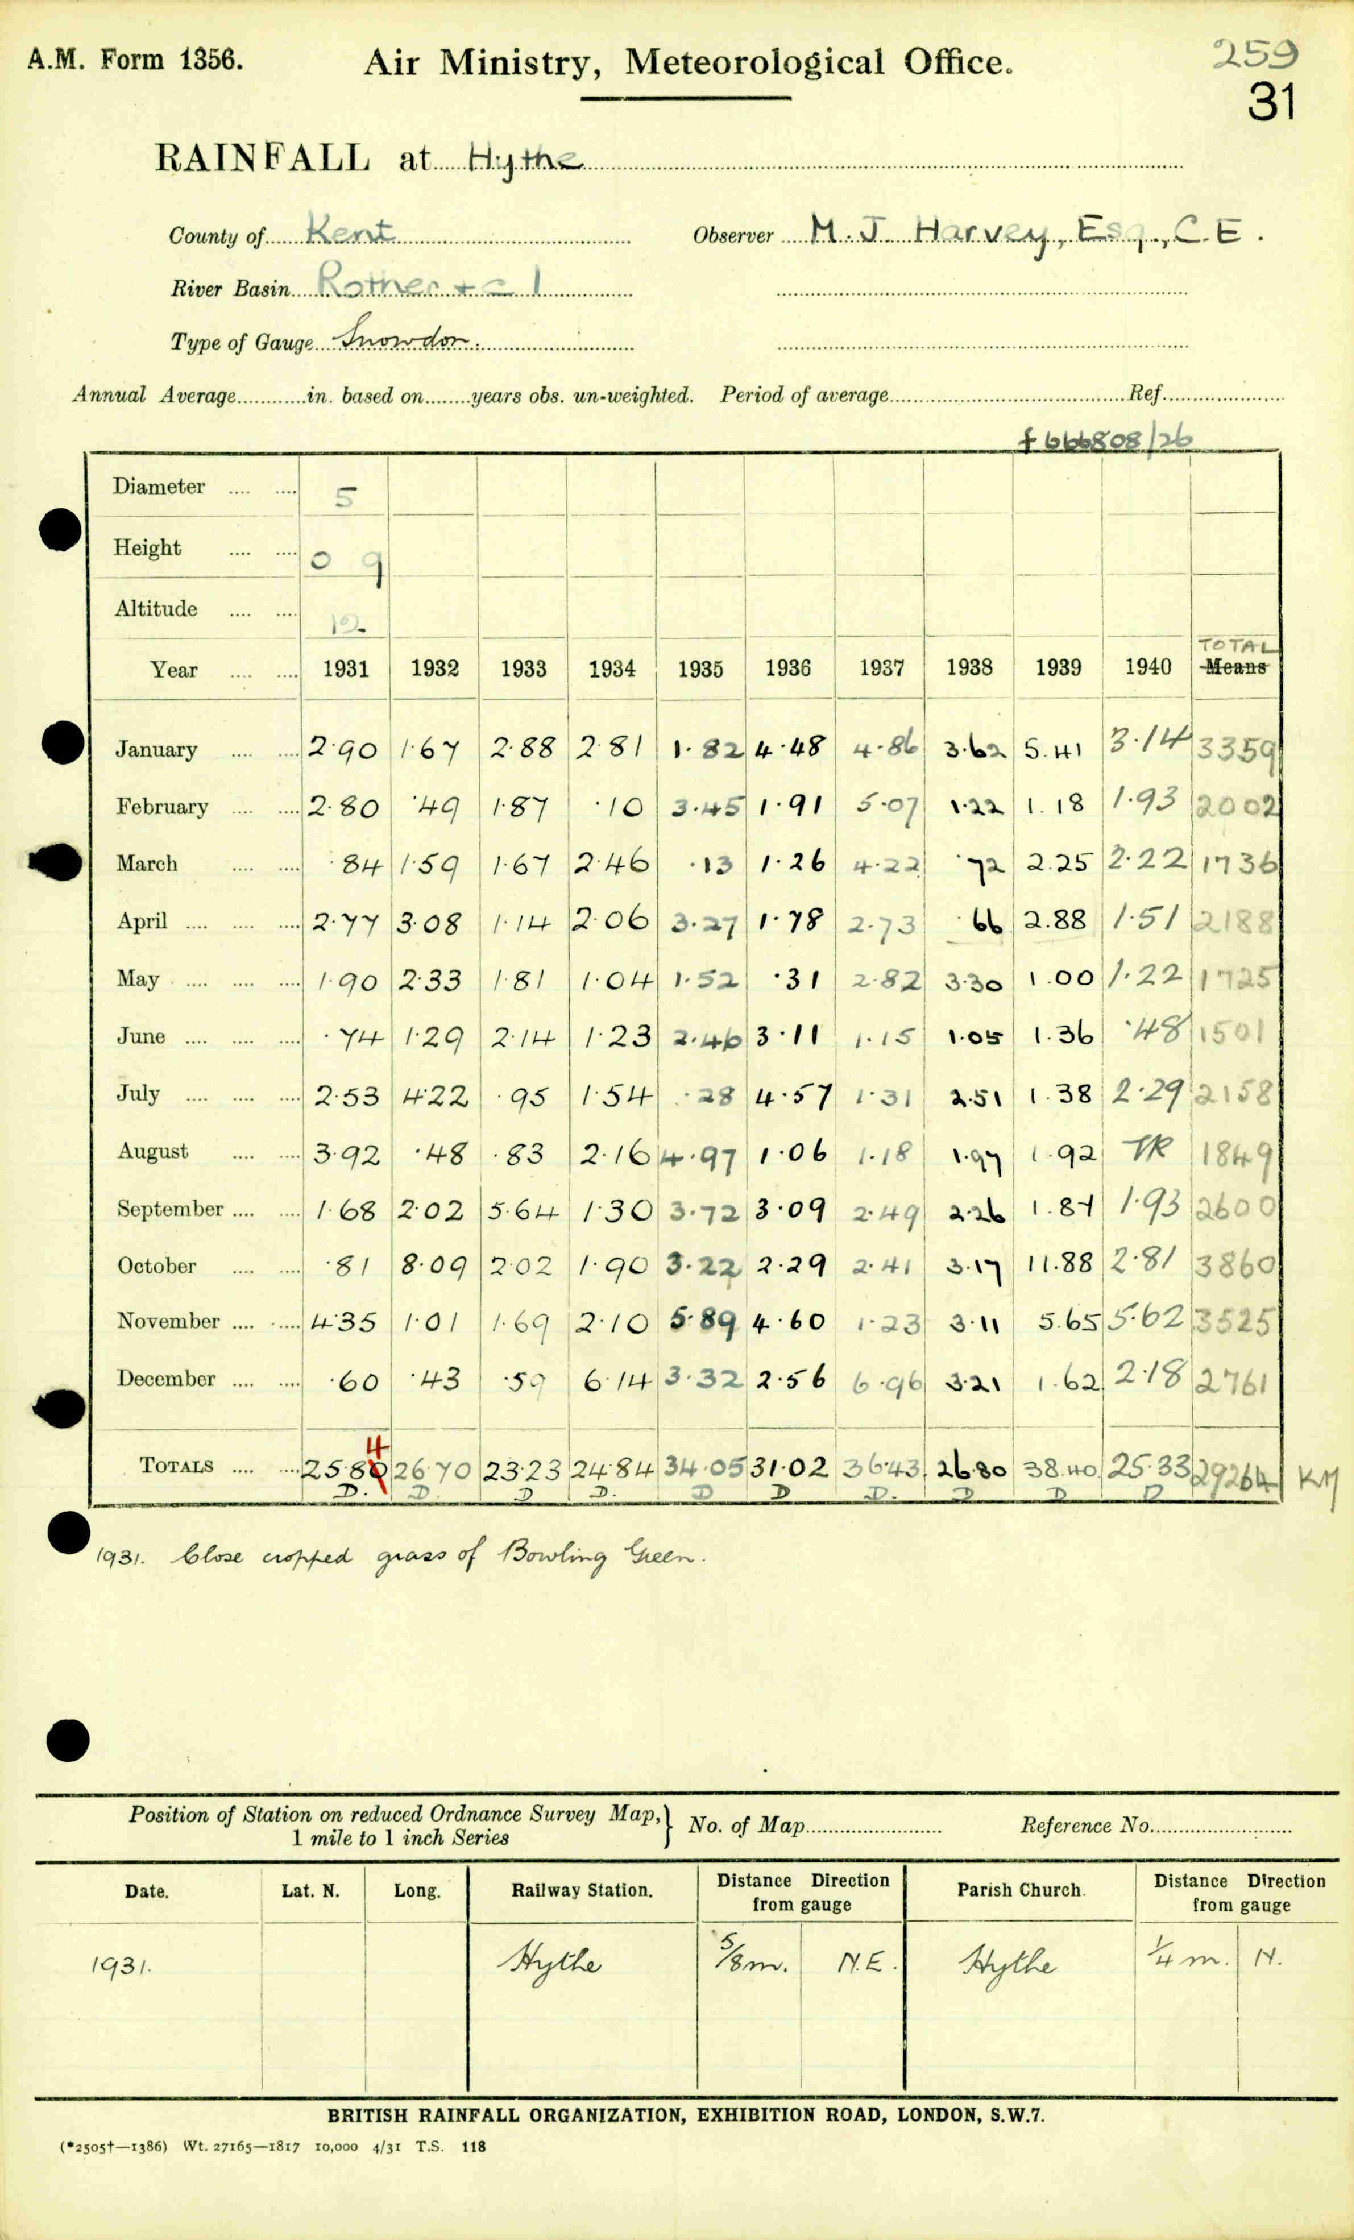 A.M. Form 1356.
Air Ministry, Meteorological Office.
259
31
RAINFALL at Hythe
County of Kent Observer M. J. Harvey, Esq., C.E.
River Basin Rother +c 1
Type of Gauge Snowdon.
Annual Average in. based on years obs. un-weighted. Period of average Ref.
f 666808/26
Diameter 5
Height 0 9
Altitude 12
TOTAL
Year 1931 1932 1933 1934 1935 1936 1937 1938 1939 1940 Means
January 2.90 1.67 2.88 2.81 1.82 4.48 4.86 3.62 5.41 3.14 3359
February 2.80 .49 1.87 .10 3.45 1.91 5.07 1.22 1.18 1.93 2002
March .84 1.59 1.67 2.46 .13 1.26 4.22 .72 2.25 2.22 1736
April 2.77 3.08 1.14 2.06 3.27 1.78 2.73 .66 2.88 1.51 2188
May 1.90 2.33 1.81 1.04 1.52 .31 2.82 3.30 1.00 1.22 1725
June .74 1.29 2.14 1.23 2.46 3.11 1.15 1.05 1.36 .48 1501
July 2.53 4.22 .95 1.54 .28 4.57 1.31 2.51 1.38 2.29 2158
August 3.92 .48 .83 2.16 4.97 1.06 1.18 1.97 1.92 TR 1849
September 1.68 2.02 5.64 1.30 3.72 3.09 2.49 2.26 1.87 1.93 2600
October .81 8.09 2.02 1.90 3.22 2.29 2.41 3.17 11.88 2.81 3860
November 4.35 1.01 1.69 2.10 5.89 4.60 1.23 3.11 5.65 5.62 3525
December .60 .43 .59 6.14 3.32 2.56 6.96 3.21 1.62 2.18 2761
4
TOTALS 25.80 26.70 23.23 24.84 34.05 31.02 36.43 26.80 38.40 25.33 29264 KM
D. D. D D. D D D. D D D
1931. Close cropped grass of Bowling Green.
Position of Station on reduced Ordnance Survey Map, 1 mile to 1 inch Series } No. of Map Reference No.
Date. Lat. N. Long. Railway Station. Distance Direction from gauge Parish Church. Distance Direction from gauge
1931. Hythe 5/8 m. N.E. Hythe 1/4 m. N.
BRITISH RAINFALL ORGANIZATION, EXHIBITION ROAD, LONDON, S.W.7.
(*2505†—1386) Wt. 27165—1817 10,000 4/31 T.S. 118